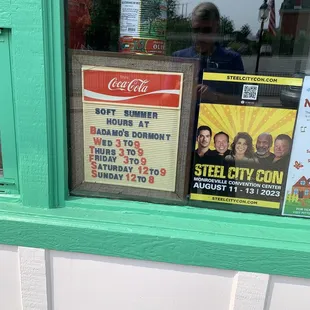 ENJOY
Coca-Cola
SOFT SUMMER
HOURS AT
BADAMO'S DORMONT
WED 3 TO 9
THURS 3 TO 9
FRIDAY 3 TO 9
SATURDAY 12 TO 9
SUNDAY 12 TO 8
STEELCITYCON.COM
STEEL CITY CON
MONROEVILLE CONVENTION CENTER
AUGUST 11 - 13 | 2023
STEELCITYCON.COM